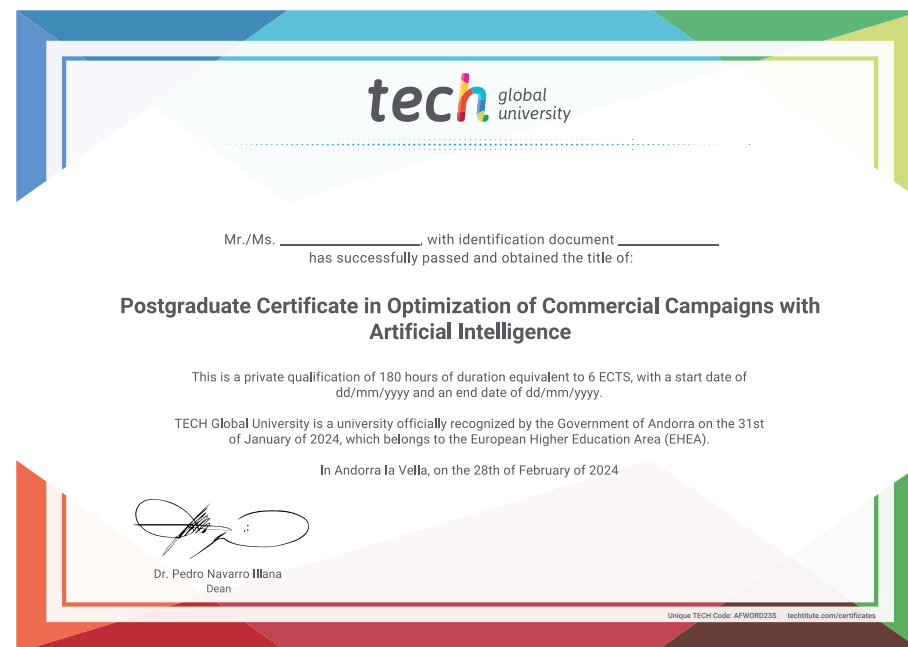 tech global university
Mr./Ms. ____________________, with identification document ______________
has successfully passed and obtained the title of:
Postgraduate Certificate in Optimization of Commercial Campaigns with
Artificial Intelligence
This is a private qualification of 180 hours of duration equivalent to 6 ECTS, with a start date of
dd/mm/yyyy and an end date of dd/mm/yyyy.
TECH Global University is a university officially recognized by the Government of Andorra on the 31st
of January of 2024, which belongs to the European Higher Education Area (EHEA).
In Andorra la Vella, on the 28th of February of 2024
Dr. Pedro Navarro Illana
Dean
Unique TECH Code: AFWORD23S techtitute.com/certificates